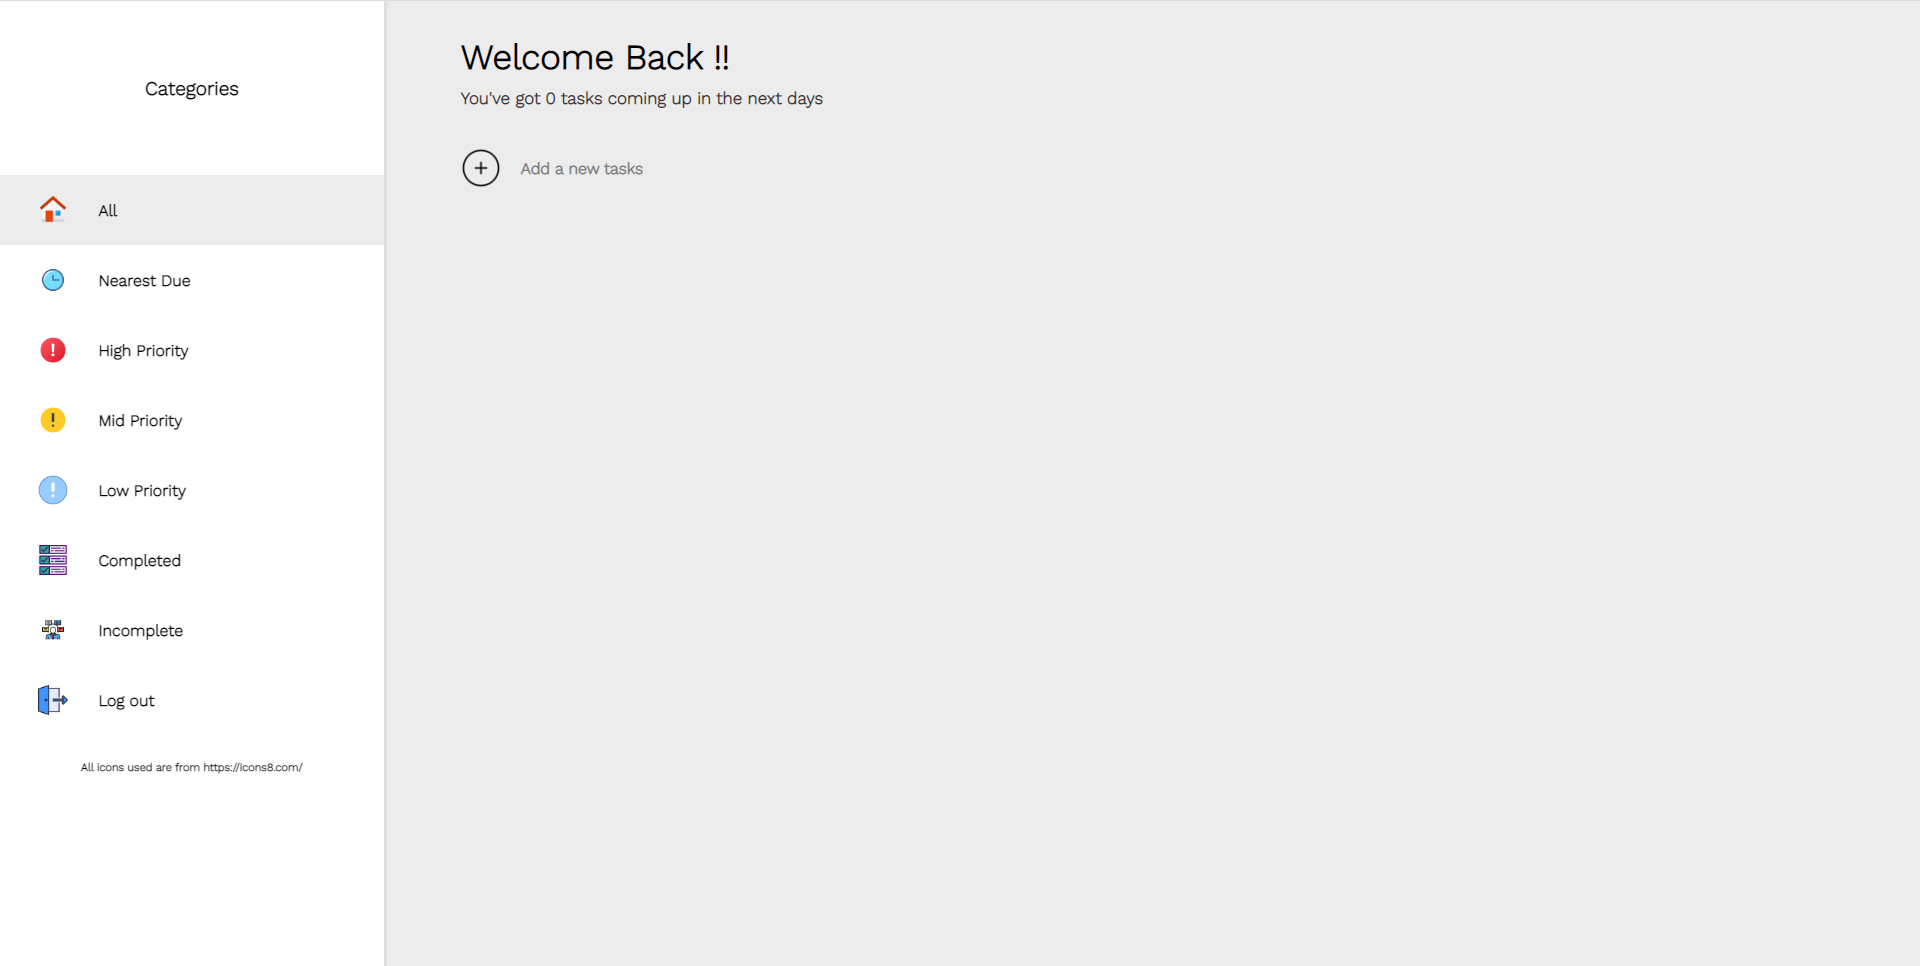 Categories
All
Nearest Due
High Priority
Mid Priority
Low Priority
Completed
Incomplete
Log out
All icons used are from https://icons8.com/
Welcome Back !!
You've got 0 tasks coming up in the next days
Add a new tasks